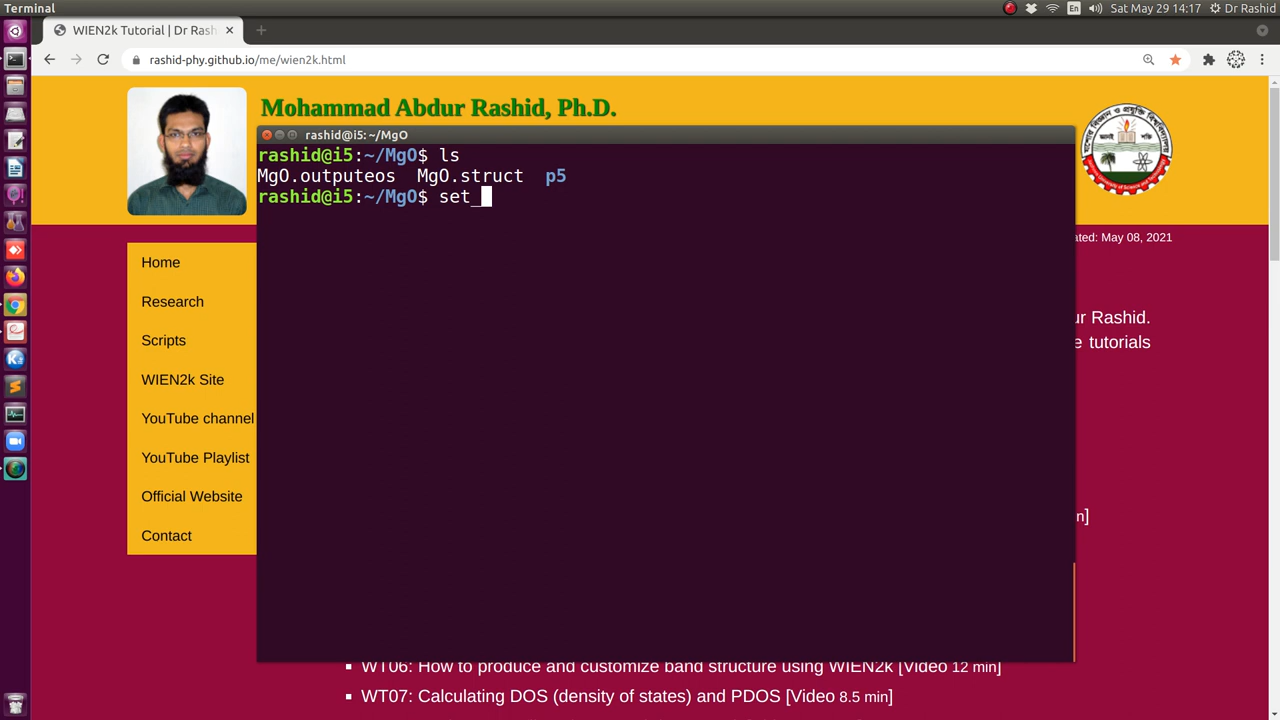 Terminal
En
Sat May 29 14:17
Dr Rashid
WIEN2k Tutorial | Dr Rash
rashid-phy.github.io/me/wien2k.html
Mohammad Abdur Rashid, Ph.D.
rashid@i5: ~/MgO
rashid@i5:~/MgO$ ls
MgO.outputeos MgO.struct p5
rashid@i5:~/MgO$ set_
ated: May 08, 2021
Home
Research
Scripts
WIEN2k Site
YouTube channel
YouTube Playlist
Official Website
Contact
ur Rashid.
e tutorials
n]
WT06: How to produce and customize band structure using WIEN2k [Video 12 min]
WT07: Calculating DOS (density of states) and PDOS [Video 8.5 min]